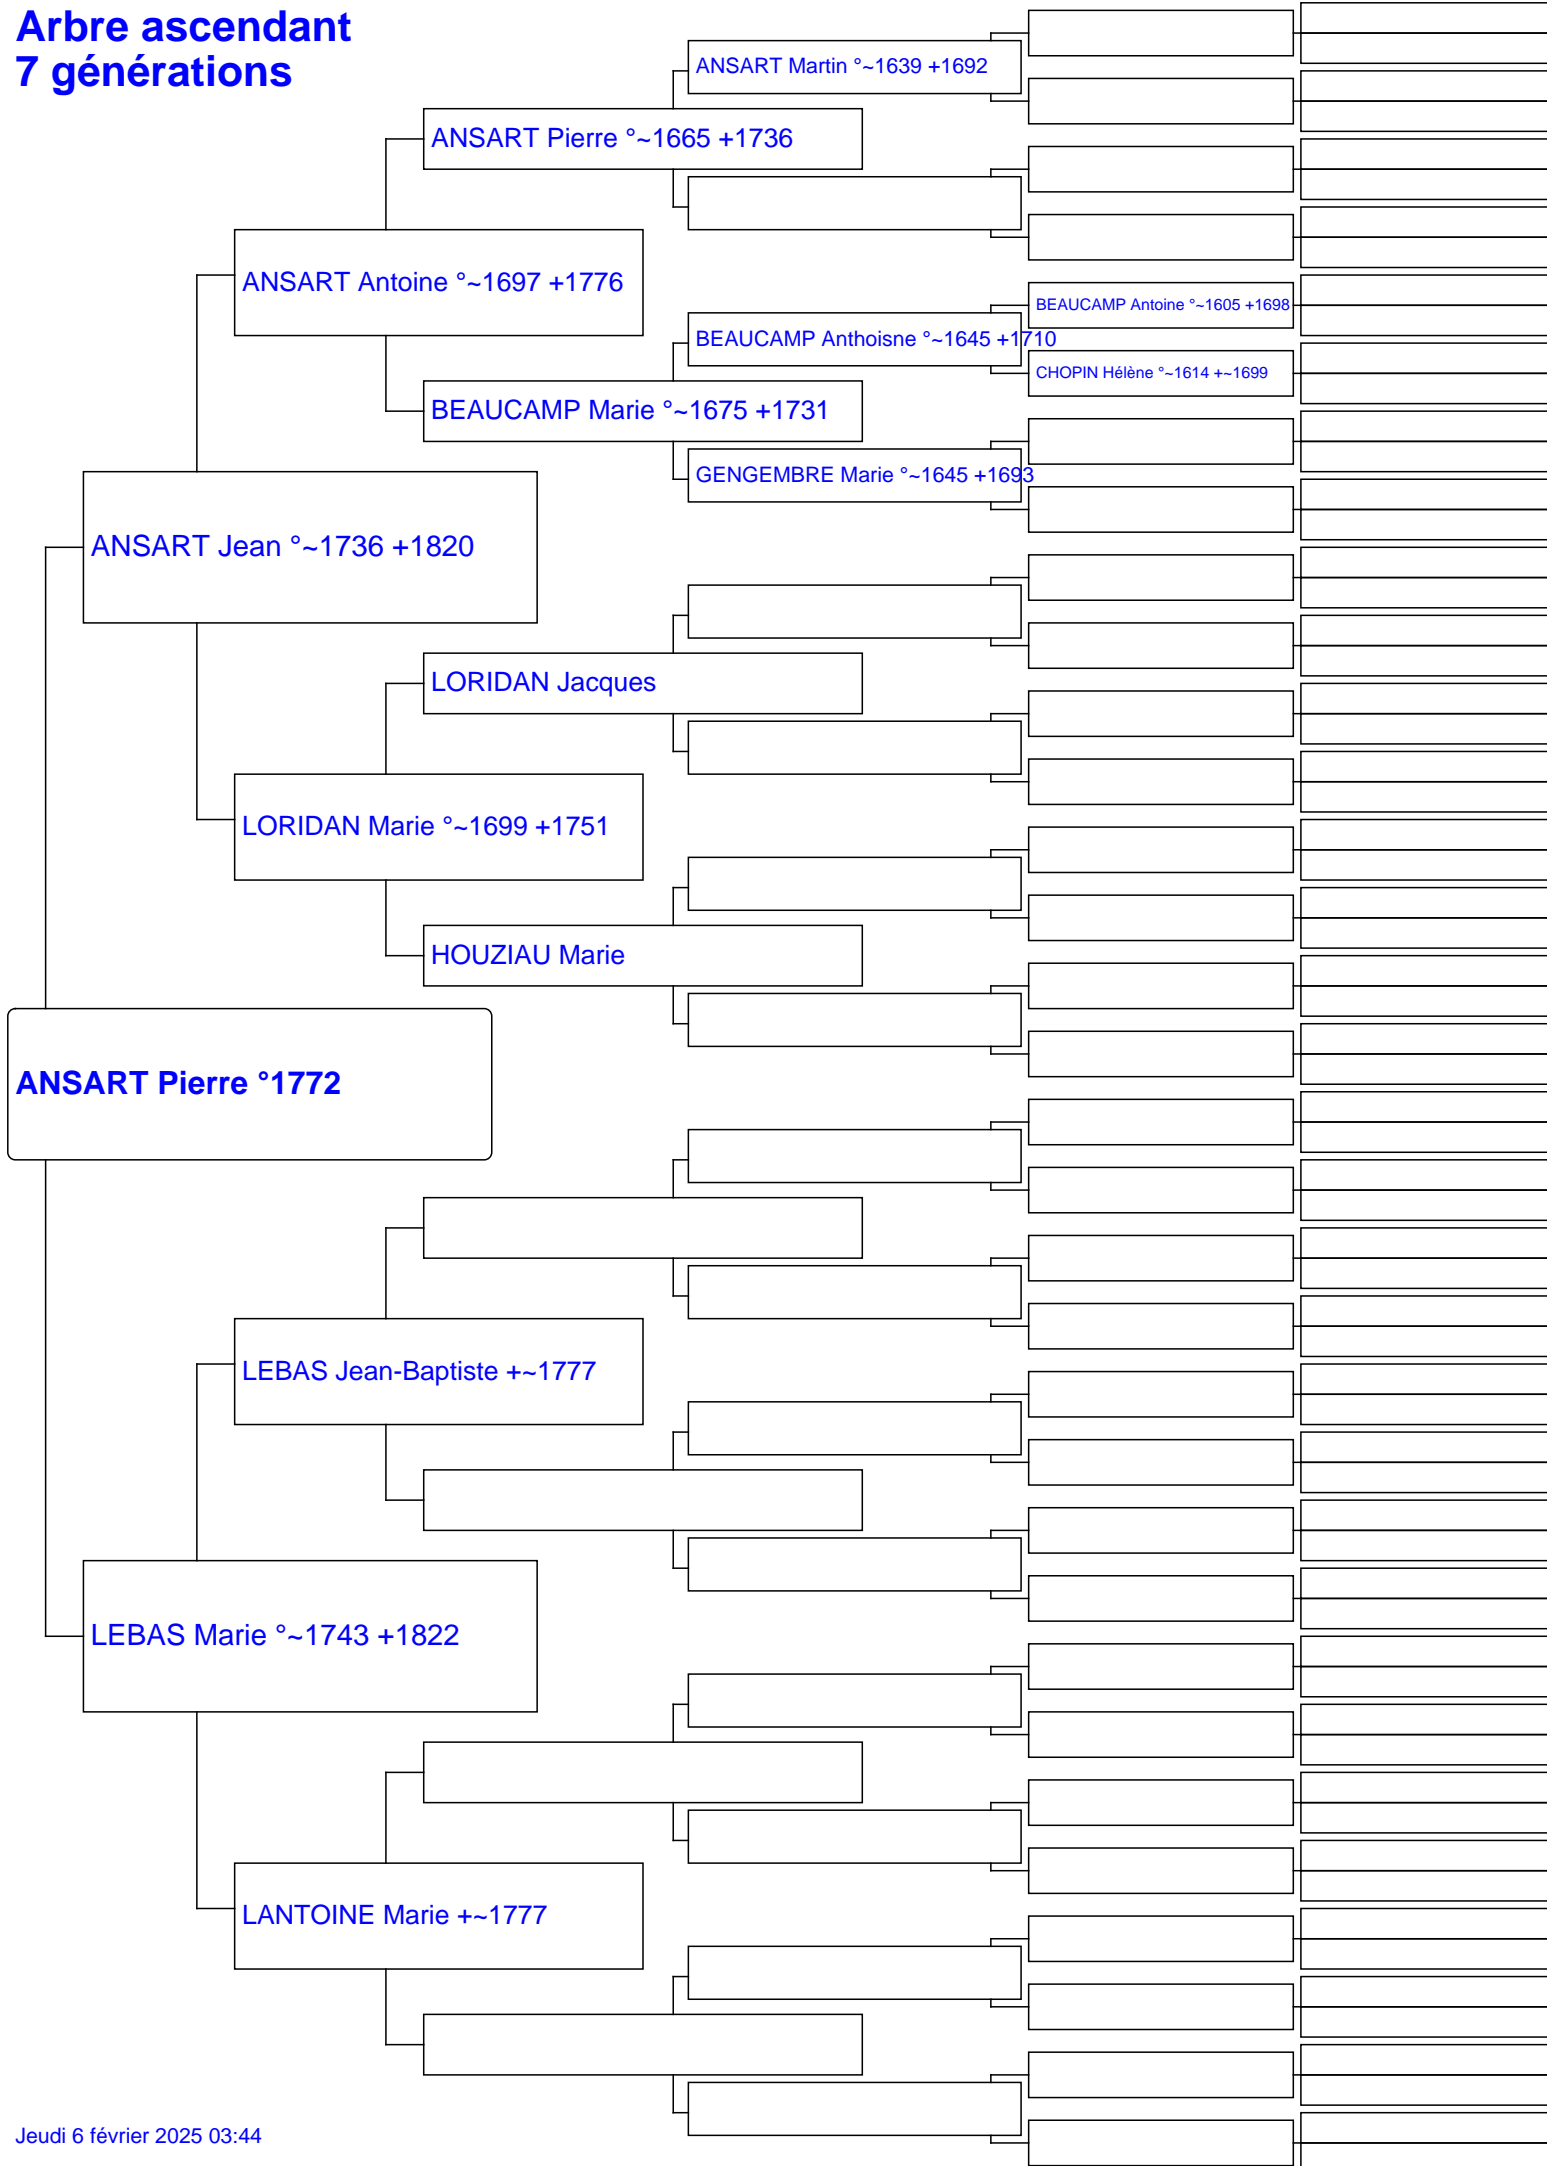 Arbre ascendant
7 générations
ANSART Martin °~1639 +1692
ANSART Pierre °~1665 +1736
ANSART Antoine °~1697 +1776
BEAUCAMP Antoine °~1605 +1698
BEAUCAMP Anthoisne °~1645 +1710
CHOPIN Hélène °~1614 +~1699
BEAUCAMP Marie °~1675 +1731
GENGEMBRE Marie °~1645 +1693
ANSART Jean °~1736 +1820
LORIDAN Jacques
LORIDAN Marie °~1699 +1751
HOUZIAU Marie
ANSART Pierre °1772
LEBAS Jean-Baptiste +~1777
LEBAS Marie °~1743 +1822
LANTOINE Marie +~1777
Jeudi 6 février 2025 03:44